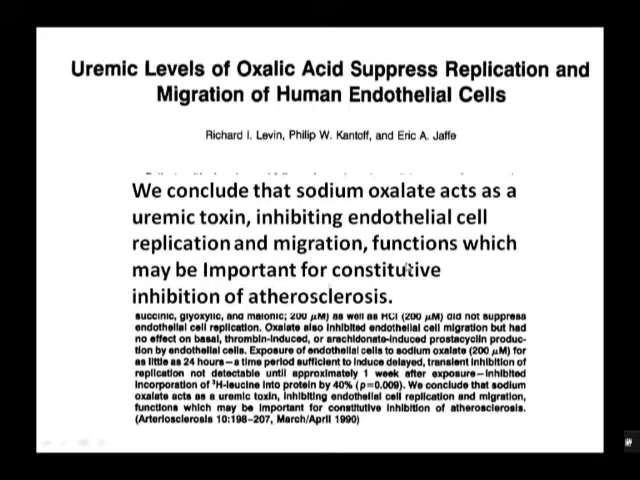 Uremic Levels of Oxalic Acid Suppress Replication and
Migration of Human Endothelial Cells
Richard I. Levin, Philip W. Kantoff, and Eric A. Jaffe
We conclude that sodium oxalate acts as a
uremic toxin, inhibiting endothelial cell
replication and migration, functions which
may be Important for constitutive
inhibition of atherosclerosis.
succinic, glyoxylic, and malonic; 200 μM) as well as HCl (200 μM) did not suppress
endothelial cell replication. Oxalate also inhibited endothelial cell migration but had
no effect on basal, thrombin-induced, or arachidonate-induced prostacyclin produc-
tion by endothelial cells. Exposure of endothelial cells to sodium oxalate (200 μM) for
as little as 24 hours—a time period sufficient to induce delayed, transient inhibition of
replication not detectable until approximately 1 week after exposure—inhibited
incorporation of ³H-leucine into protein by 40% (p=0.009). We conclude that sodium
oxalate acts as a uremic toxin, inhibiting endothelial cell replication and migration,
functions which may be important for constitutive inhibition of atherosclerosis.
(Arteriosclerosis 10:198–207, March/April 1990)